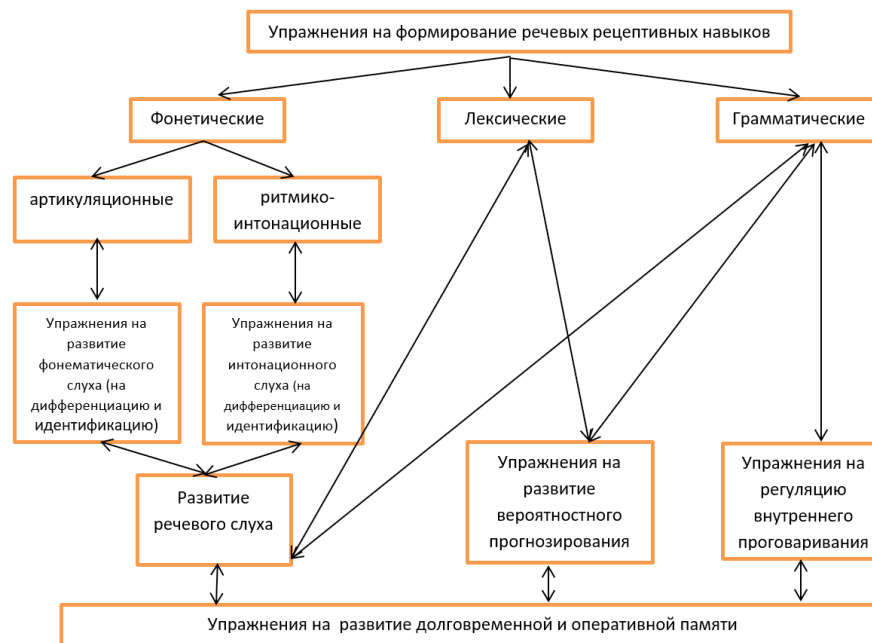 Упражнения на формирование речевых рецептивных навыков
Фонетические
Лексические
Грамматические
артикуляционные
ритмико-
интонационные
Упражнения на
развитие
фонематического
слуха (на
дифференциацию и
идентификацию)
Упражнения на
развитие
интонационного
слуха (на
дифференциацию и
идентификацию)
Развитие
речевого слуха
Упражнения на
развитие
вероятностного
прогнозирования
Упражнения на
регуляцию
внутреннего
проговаривания
Упражнения на развитие долговременной и оперативной памяти